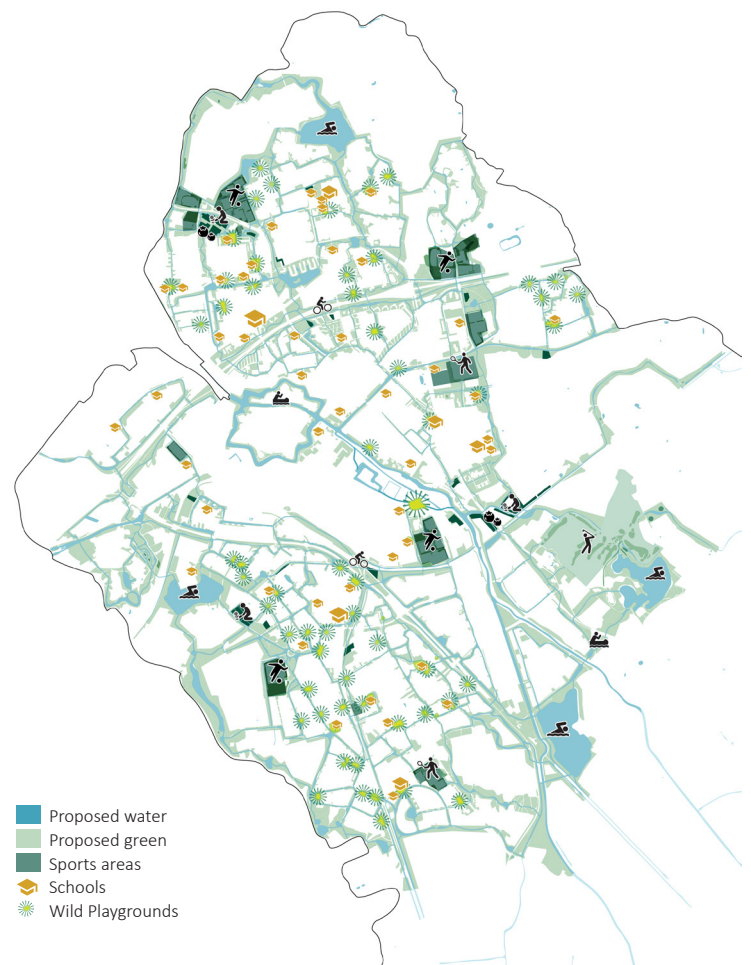 Proposed water
Proposed green
Sports areas
Schools
Wild Playgrounds